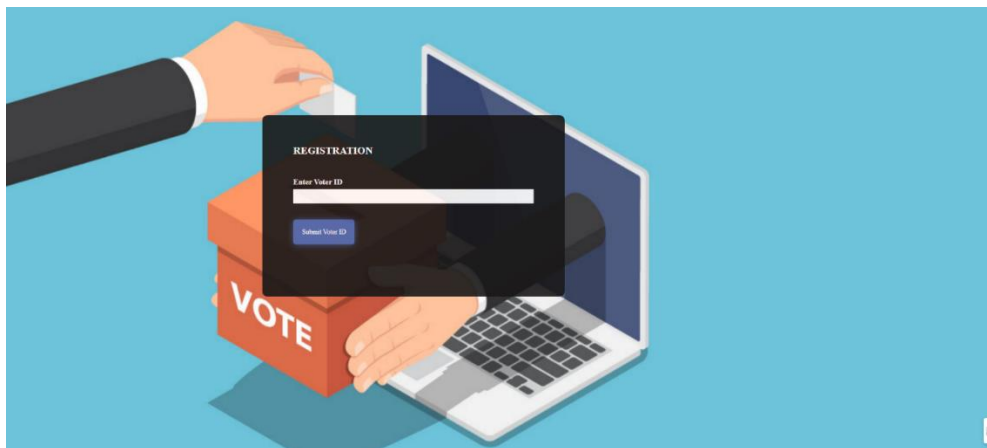 REGISTRATION
Enter Voter ID
Submit Voter ID
VOTE